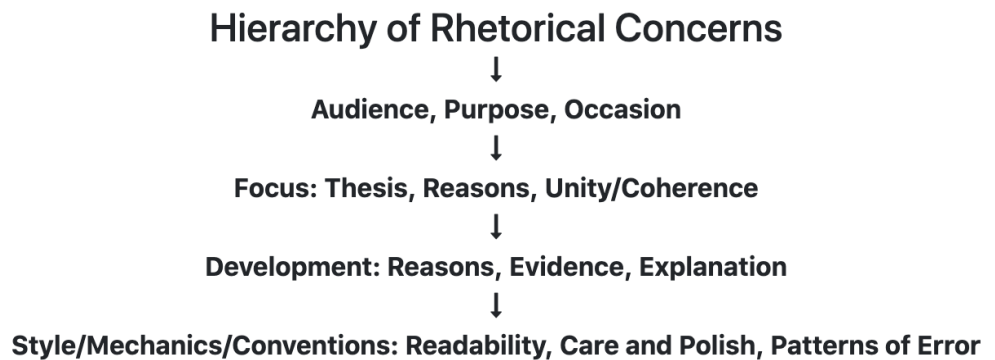 Hierarchy of Rhetorical Concerns
Audience, Purpose, Occasion
Focus: Thesis, Reasons, Unity/Coherence
Development: Reasons, Evidence, Explanation
Style/Mechanics/Conventions: Readability, Care and Polish, Patterns of Error